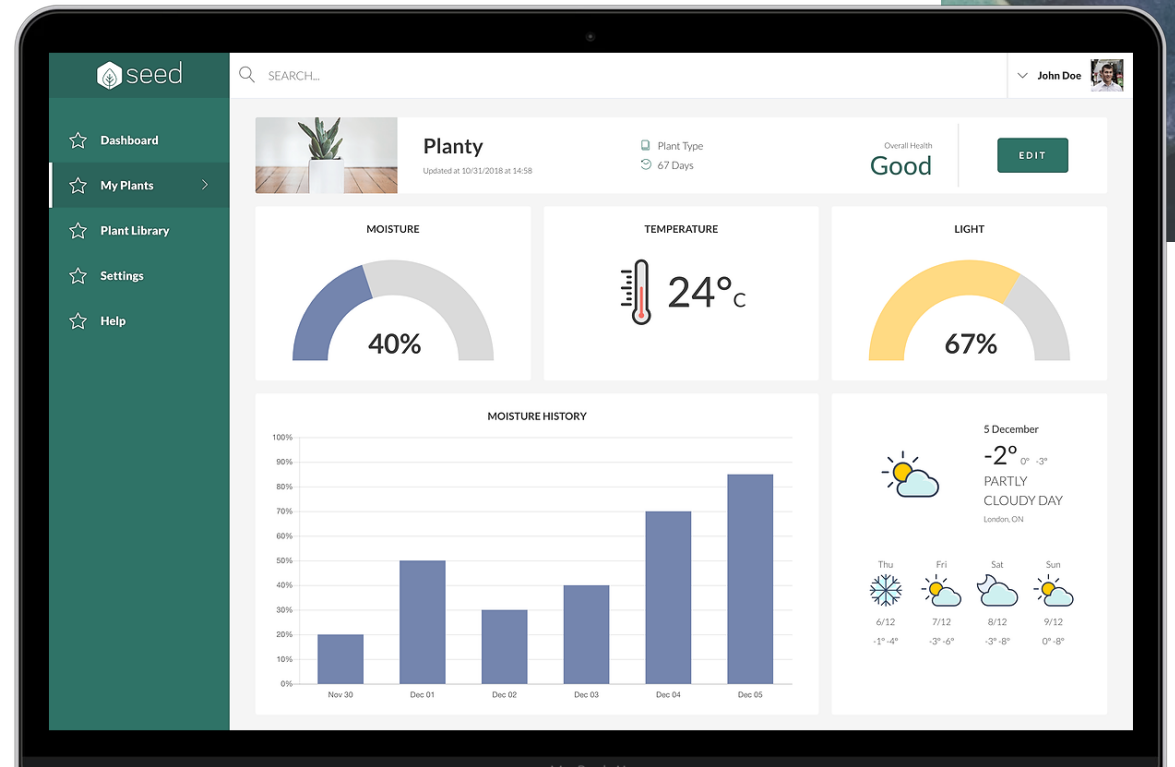 seed
SEARCH...
John Doe
Dashboard
My Plants
Plant Library
Settings
Help
Planty
Updated at 10/31/2018 at 14:58
Plant Type
67 Days
Overall Health
Good
EDIT
MOISTURE
40%
TEMPERATURE
24°C
LIGHT
67%
MOISTURE HISTORY
100%
90%
80%
70%
60%
50%
40%
30%
20%
10%
0%
Nov 30 Dec 01 Dec 02 Dec 03 Dec 04 Dec 05
5 December
-2° 0° -3°
PARTLY
CLOUDY DAY
London, ON
Thu Fri Sat Sun
6/12 7/12 8/12 9/12
-1° -4° -3° -6° -3° -8° 0° -8°